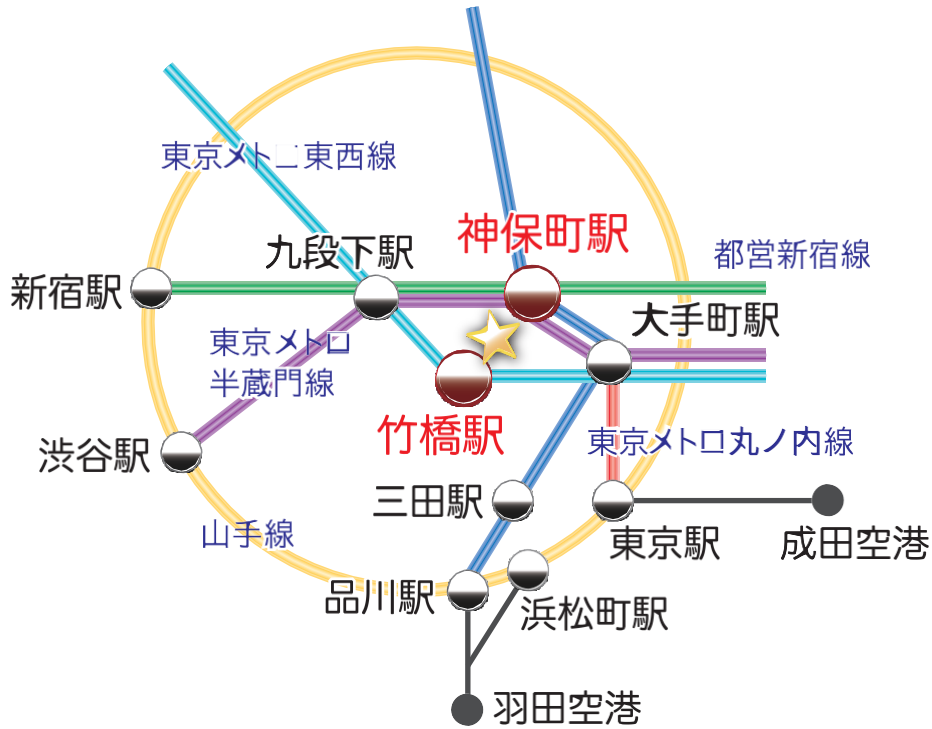 東京メトロ東西線
神保町駅
九段下駅
都営新宿線
新宿駅
大手町駅
東京メトロ
半蔵門線
竹橋駅
東京メトロ丸ノ内線
渋谷駅
三田駅
山手線
東京駅
成田空港
品川駅
浜松町駅
羽田空港